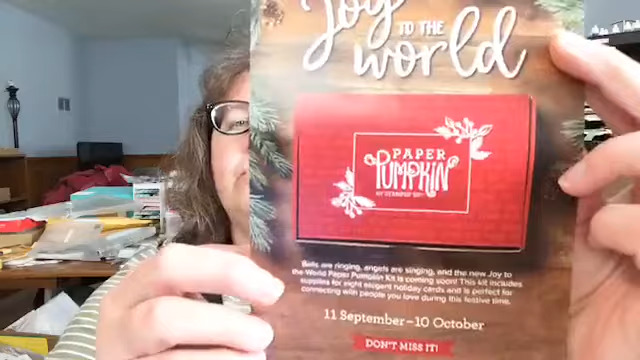 Joy
TO THE
world
PAPER
PUMPKIN
BY STAMPIN' UP!
Bells are ringing, angels are singing, and the new Joy to
the World Paper Pumpkin Kit is coming soon! This kit includes
supplies for eight elegant holiday cards and is perfect for
connecting with people you love during this festive time.
11 September–10 October
DON'T MISS IT!